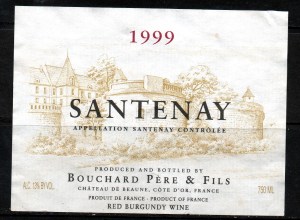 1999
SANTENAY
APPELLATION SANTENAY CONTRÔLÉE
PRODUCED AND BOTTLED BY
BOUCHARD PÈRE & FILS
CHÂTEAU DE BEAUNE, CÔTE D'OR, FRANCE
750 ML
PRODUIT DE FRANCE - PRODUCT OF FRANCE
RED BURGUNDY WINE